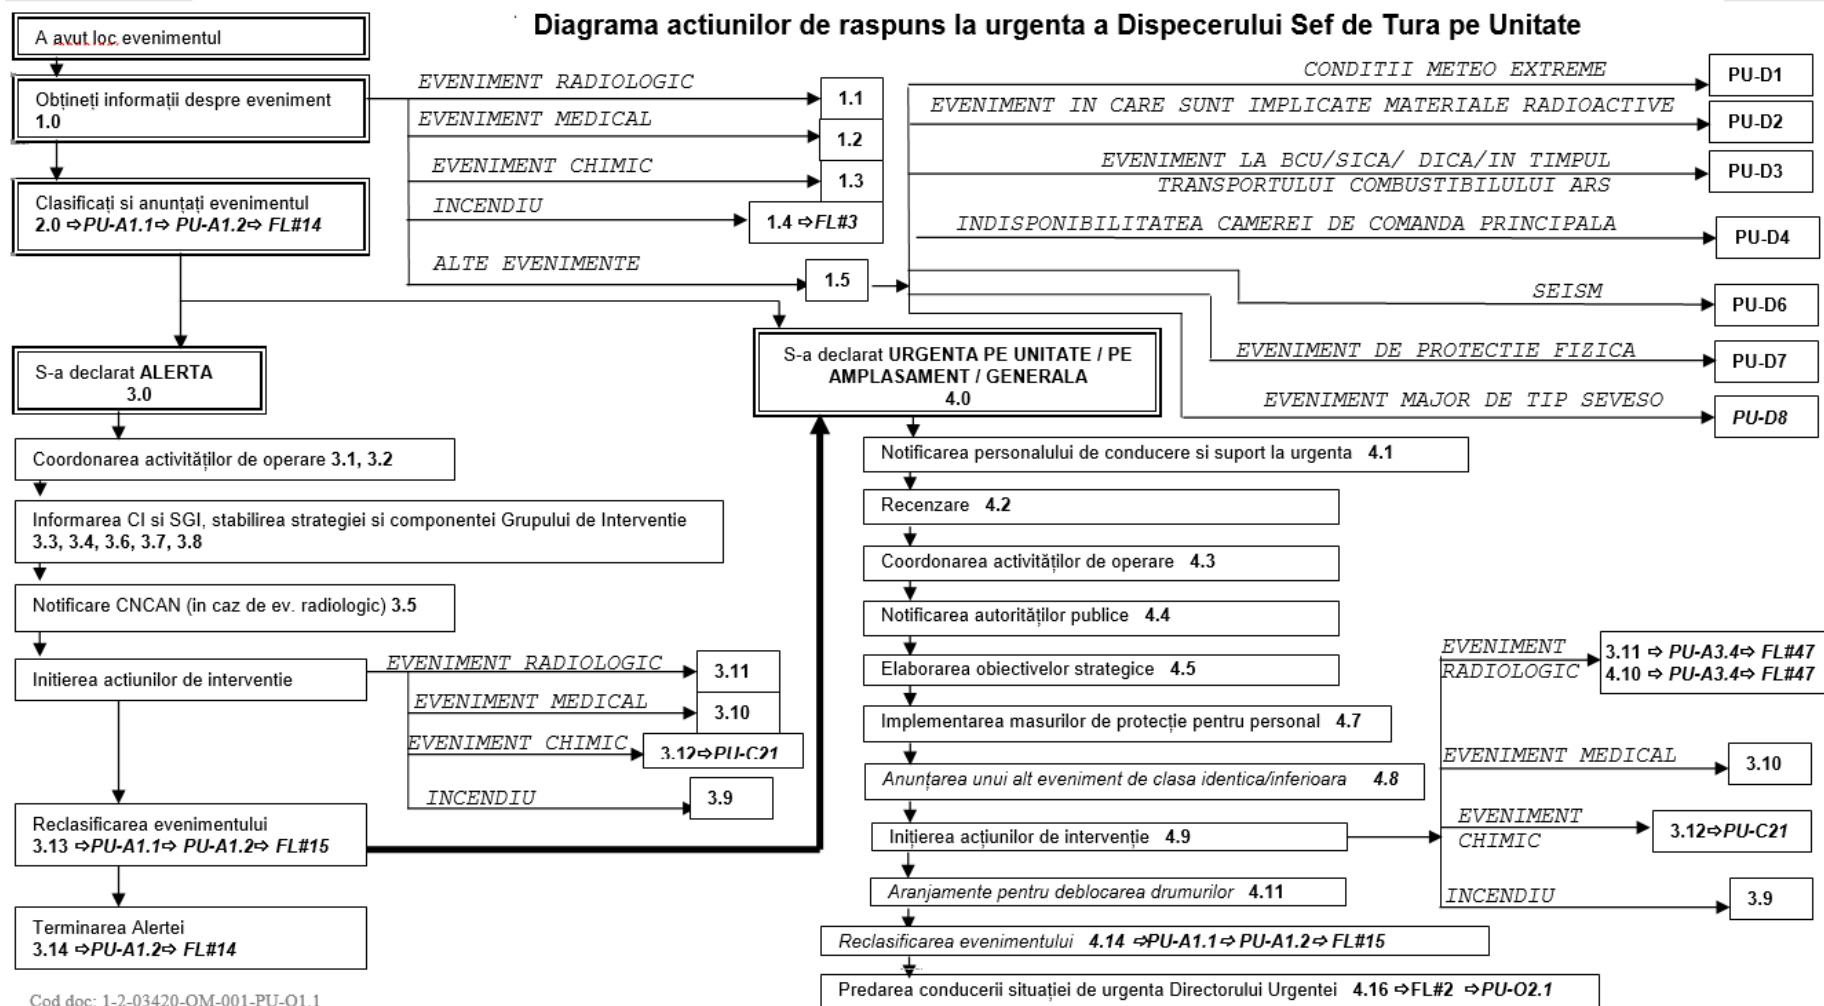 Diagrama actiunilor de raspuns la urgenta a Dispecerului Sef de Tura pe Unitate
A avut loc evenimentul
Obțineți informații despre eveniment
1.0
Clasificați si anunțați evenimentul
2.0 ⇨PU-A1.1⇨ PU-A1.2⇨ FL#14
EVENIMENT RADIOLOGIC
1.1
EVENIMENT MEDICAL
1.2
EVENIMENT CHIMIC
1.3
INCENDIU
1.4 ⇨FL#3
ALTE EVENIMENTE
1.5
CONDITII METEO EXTREME
PU-D1
EVENIMENT IN CARE SUNT IMPLICATE MATERIALE RADIOACTIVE
PU-D2
EVENIMENT LA BCU/SICA/ DICA/IN TIMPUL
TRANSPORTULUI COMBUSTIBILULUI ARS
PU-D3
INDISPONIBILITATEA CAMEREI DE COMANDA PRINCIPALA
PU-D4
SEISM
PU-D6
EVENIMENT DE PROTECTIE FIZICA
PU-D7
EVENIMENT MAJOR DE TIP SEVESO
PU-D8
S-a declarat ALERTA
3.0
Coordonarea activităților de operare 3.1, 3.2
Informarea CI si SGI, stabilirea strategiei si componentei Grupului de Interventie
3.3, 3.4, 3.6, 3.7, 3.8
Notificare CNCAN (in caz de ev. radiologic) 3.5
Initierea actiunilor de interventie
EVENIMENT RADIOLOGIC
3.11
EVENIMENT MEDICAL
3.10
EVENIMENT CHIMIC
3.12⇨PU-C21
INCENDIU
3.9
Reclasificarea evenimentului
3.13 ⇨PU-A1.1⇨ PU-A1.2⇨ FL#15
Terminarea Alertei
3.14 ⇨PU-A1.2⇨ FL#14
S-a declarat URGENTA PE UNITATE / PE
AMPLASAMENT / GENERALA
4.0
Notificarea personalului de conducere si suport la urgenta 4.1
Recenzare 4.2
Coordonarea activităților de operare 4.3
Notificarea autorităților publice 4.4
Elaborarea obiectivelor strategice 4.5
Implementarea masurilor de protecție pentru personal 4.7
Anunțarea unui alt eveniment de clasa identica/inferioara 4.8
Inițierea acțiunilor de intervenție 4.9
EVENIMENT
RADIOLOGIC
3.11 ⇨ PU-A3.4⇨ FL#47
4.10 ⇨ PU-A3.4⇨ FL#47
EVENIMENT MEDICAL
3.10
EVENIMENT
CHIMIC
3.12⇨PU-C21
INCENDIU
3.9
Aranjamente pentru deblocarea drumurilor 4.11
Reclasificarea evenimentului 4.14 ⇨PU-A1.1⇨ PU-A1.2⇨ FL#15
Predarea conducerii situației de urgenta Directorului Urgentei 4.16 ⇨FL#2 ⇨PU-O2.1
Cod doc: 1-2-03420-OM-001-PU-O1.1